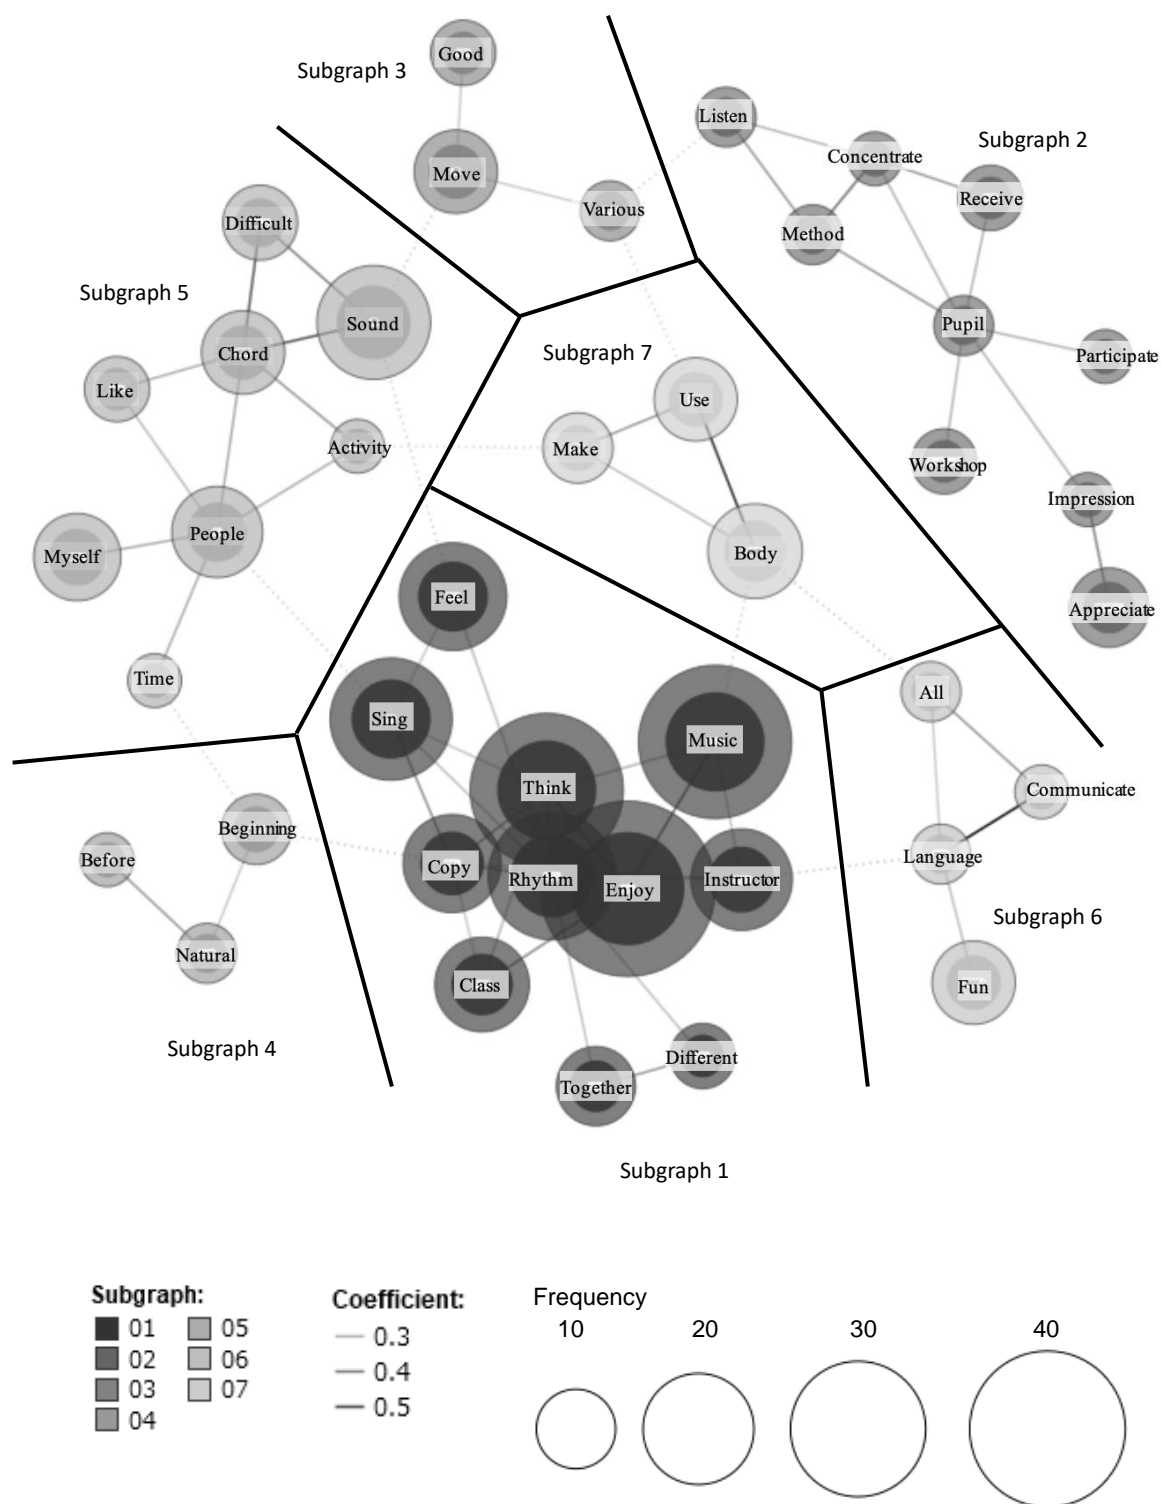 Good
Subgraph 3
Move
Various
Listen
Concentrate
Subgraph 2
Receive
Method
Pupil
Participate
Workshop
Impression
Appreciate
Difficult
Subgraph 5
Sound
Chord
Like
Activity
People
Myself
Time
Subgraph 7
Use
Make
Body
Feel
Sing
Music
Think
Copy
Rhythm
Enjoy
Instructor
Class
Different
Together
Subgraph 1
Beginning
Before
Natural
Subgraph 4
All
Communicate
Language
Subgraph 6
Fun
Subgraph:
01 05
02 06
03 07
04
Coefficient:
0.3
0.4
0.5
Frequency
10 20 30 40